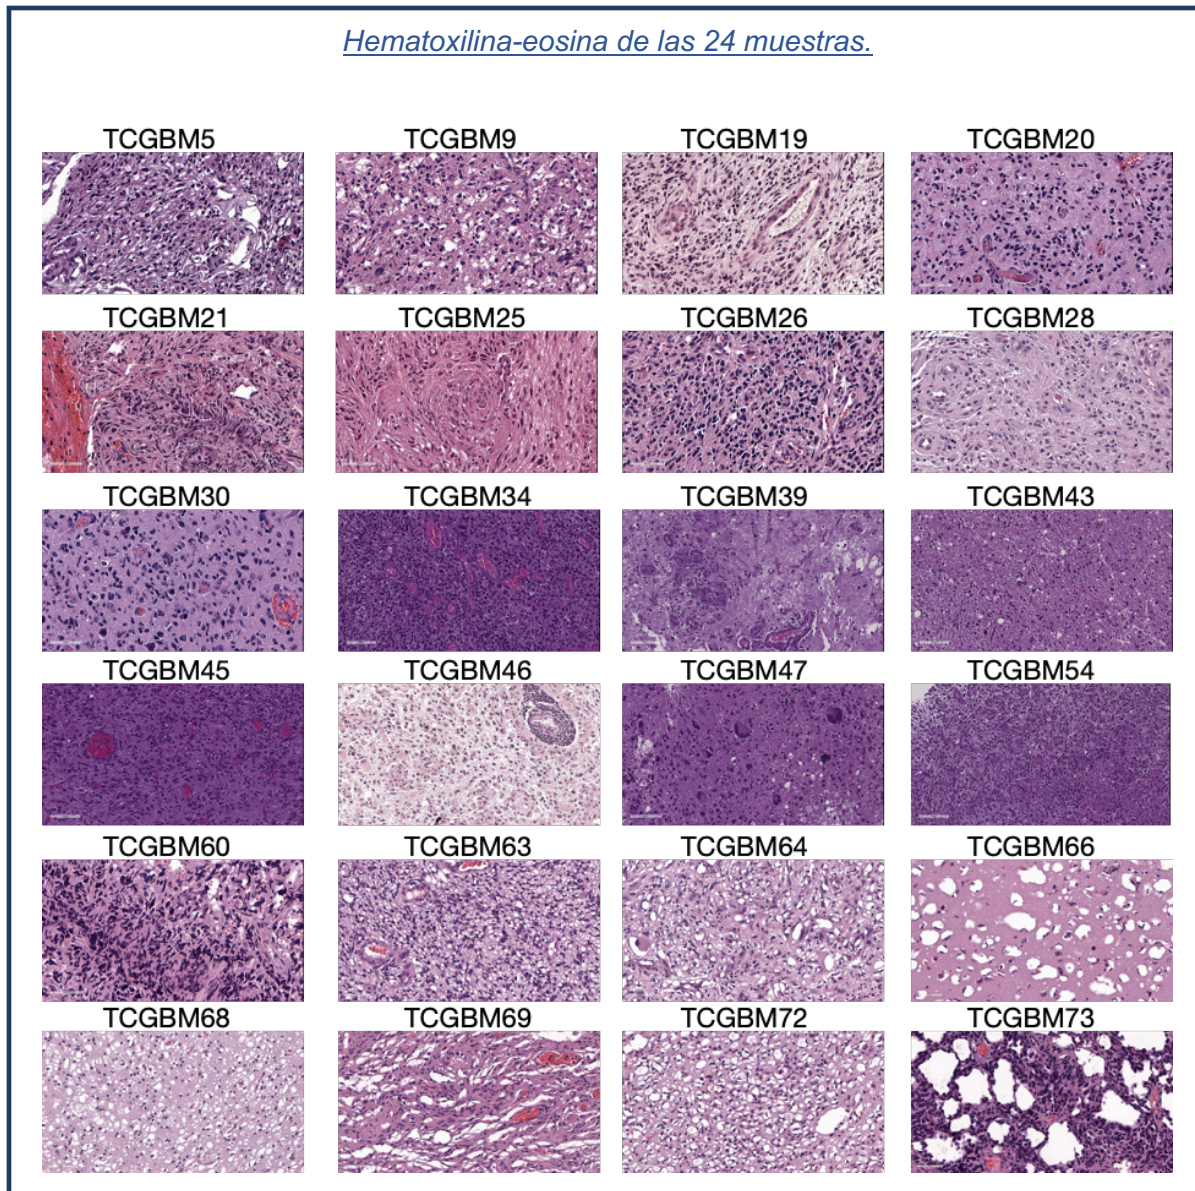 Hematoxilina-eosina de las 24 muestras.
TCGBM5 TCGBM9 TCGBM19 TCGBM20
TCGBM21 TCGBM25 TCGBM26 TCGBM28
TCGBM30 TCGBM34 TCGBM39 TCGBM43
TCGBM45 TCGBM46 TCGBM47 TCGBM54
TCGBM60 TCGBM63 TCGBM64 TCGBM66
TCGBM68 TCGBM69 TCGBM72 TCGBM73